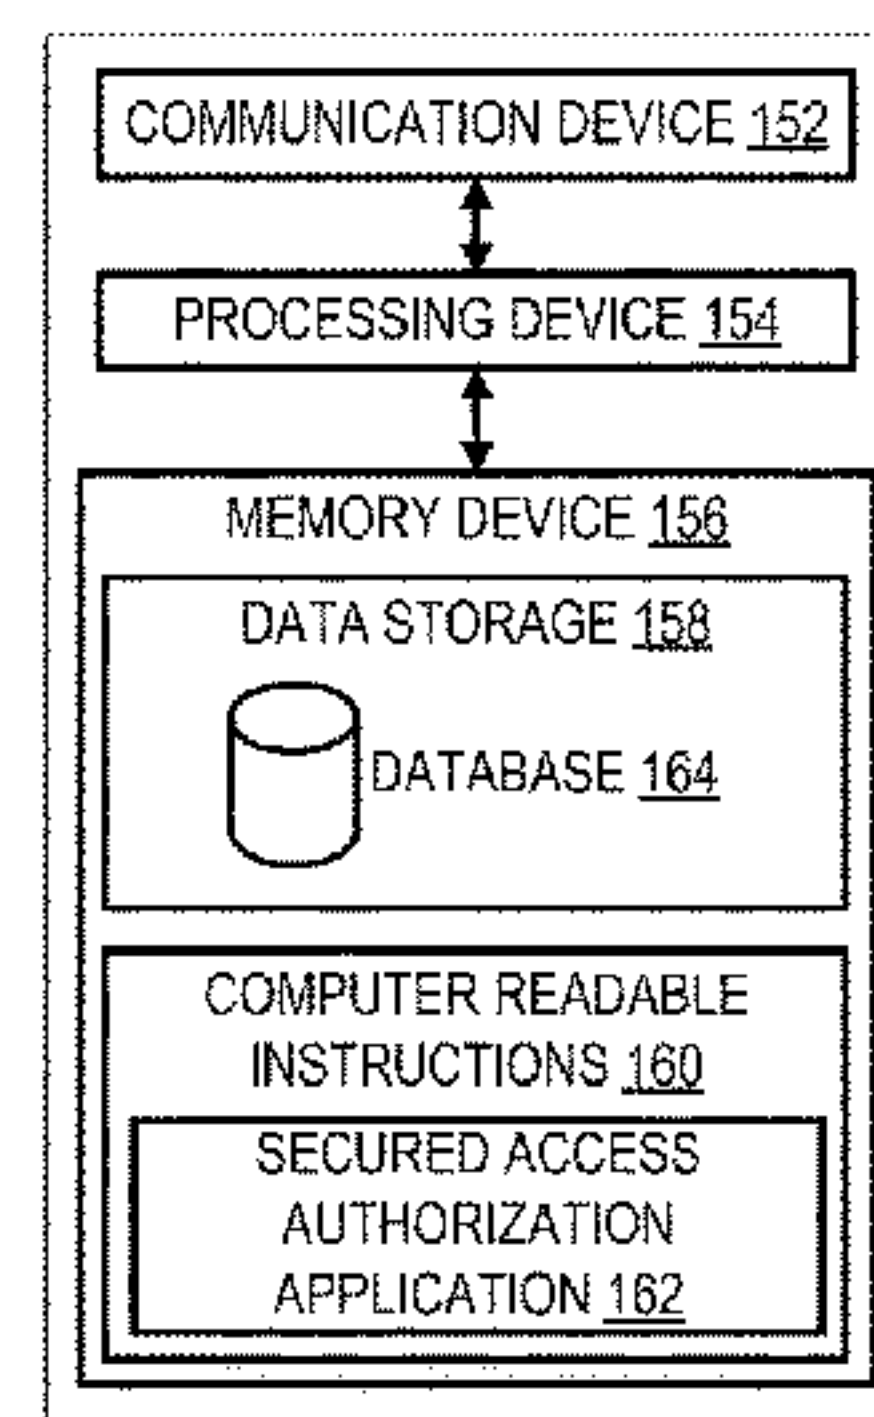 COMMUNICATION DEVICE 152
PROCESSING DEVICE 154
MEMORY DEVICE 156
DATA STORAGE 158
DATABASE 164
COMPUTER READABLE
INSTRUCTIONS 160
SECURED ACCESS
AUTHORIZATION
APPLICATION 162